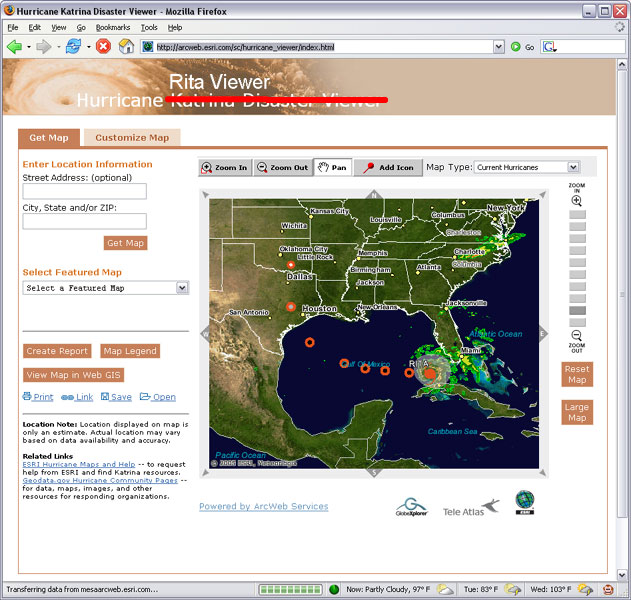 Hurricane Katrina Disaster Viewer - Mozilla Firefox
File Edit View Go Bookmarks Tools Help
http://arcweb.esri.com/sc/hurricane_viewer/index.html
Go
Rita Viewer
Hurricane Katrina Disaster Viewer
Get Map
Customize Map
Enter Location Information
Street Address: (optional)
City, State and/or ZIP:
Get Map
Select Featured Map
Select a Featured Map
Create Report
Map Legend
View Map in Web GIS
Print
Link
Save
Open
Location Note: Location displayed on map is
only an estimate. Actual location may vary
based on data availability and accuracy.
Related Links
ESRI Hurricane Maps and Help -- to request
help from ESRI and find Katrina resources.
Geodata.gov Hurricane Community Pages --
for data, maps, images, and other
resources for responding organizations.
Zoom In
Zoom Out
Pan
Add Icon
Map Type:
Current Hurricanes
N
New York
Kansas City
Columbus
Louisville
Charleston
Wichita
Oklahoma City
Little Rock
Memphis
Charlotte
Columbia
Atlanta
Birmingham
Dallas
Jackson
Jacksonville
San Antonio
Houston
New Orleans
Atlantic Ocean
Miami
Gulf Of Mexico
RITA
Caribbean Sea
Pacific Ocean
© 2005 ESRI, Meteorlogix
ZOOM
IN
ZOOM
OUT
Reset
Map
Large
Map
Powered by ArcWeb Services
GlobeXplorer
Tele Atlas
Transferring data from mesaarcweb.esri.com...
Now: Partly Cloudy, 97° F
Tue: 83° F
Wed: 103° F